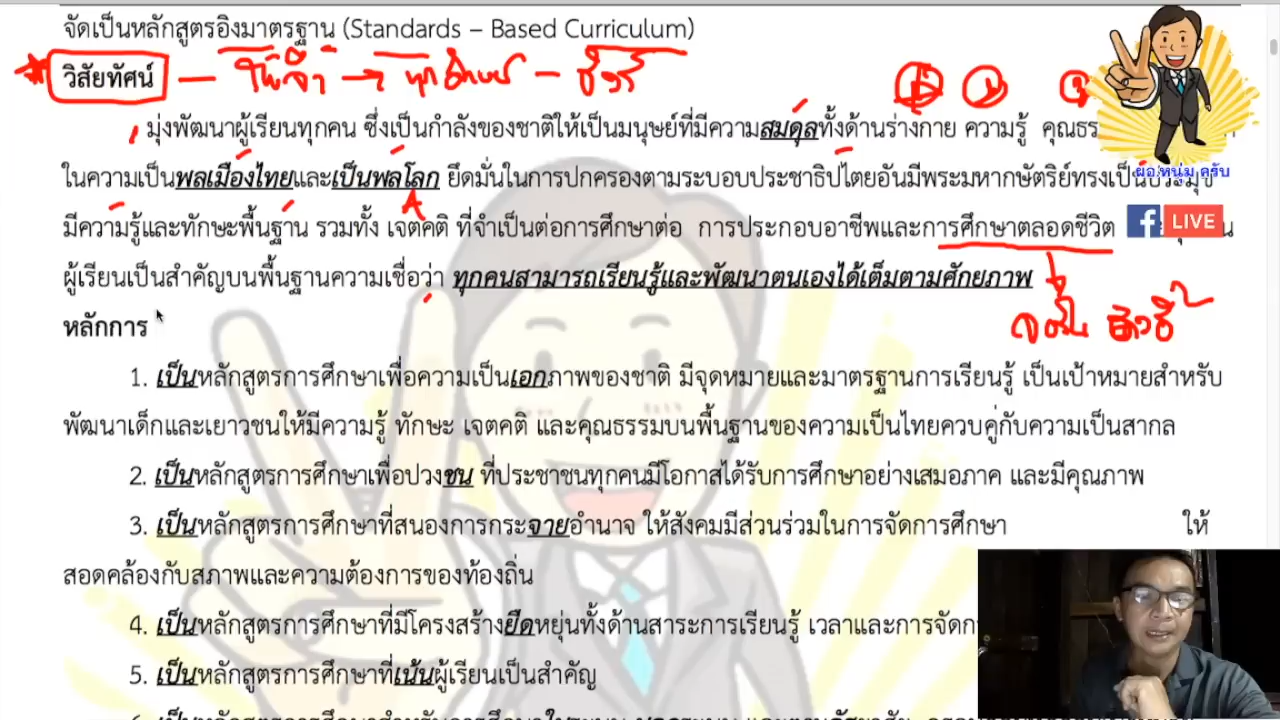 จัดเป็นหลักสูตรอิงมาตรฐาน (Standards – Based Curriculum)
วิสัยทัศน์
มุ่งพัฒนาผู้เรียนทุกคน ซึ่งเป็นกำลังของชาติให้เป็นมนุษย์ที่มีความสมดุลทั้งด้านร่างกาย ความรู้ คุณธร
ในความเป็นพลเมืองไทยและเป็นพลโลก ยึดมั่นในการปกครองตามระบอบประชาธิปไตยอันมีพระมหากษัตริย์ทรงเป็นประมุข
ผอ.หนุ่ม ครับ
มีความรู้และทักษะพื้นฐาน รวมทั้ง เจตคติ ที่จำเป็นต่อการศึกษาต่อ การประกอบอาชีพและการศึกษาตลอดชีวิต
f LIVE
ผู้เรียนเป็นสำคัญบนพื้นฐานความเชื่อว่า ทุกคนสามารถเรียนรู้และพัฒนาตนเองได้เต็มตามศักยภาพ
หลักการ
1. เป็นหลักสูตรการศึกษาเพื่อความเป็นเอกภาพของชาติ มีจุดหมายและมาตรฐานการเรียนรู้ เป็นเป้าหมายสำหรับ
พัฒนาเด็กและเยาวชนให้มีความรู้ ทักษะ เจตคติ และคุณธรรมบนพื้นฐานของความเป็นไทยควบคู่กับความเป็นสากล
2. เป็นหลักสูตรการศึกษาเพื่อปวงชน ที่ประชาชนทุกคนมีโอกาสได้รับการศึกษาอย่างเสมอภาค และมีคุณภาพ
3. เป็นหลักสูตรการศึกษาที่สนองการกระจายอำนาจ ให้สังคมมีส่วนร่วมในการจัดการศึกษา ให้
สอดคล้องกับสภาพและความต้องการของท้องถิ่น
4. เป็นหลักสูตรการศึกษาที่มีโครงสร้างยืดหยุ่นทั้งด้านสาระการเรียนรู้ เวลาและการจัดก
5. เป็นหลักสูตรการศึกษาที่เน้นผู้เรียนเป็นสำคัญ